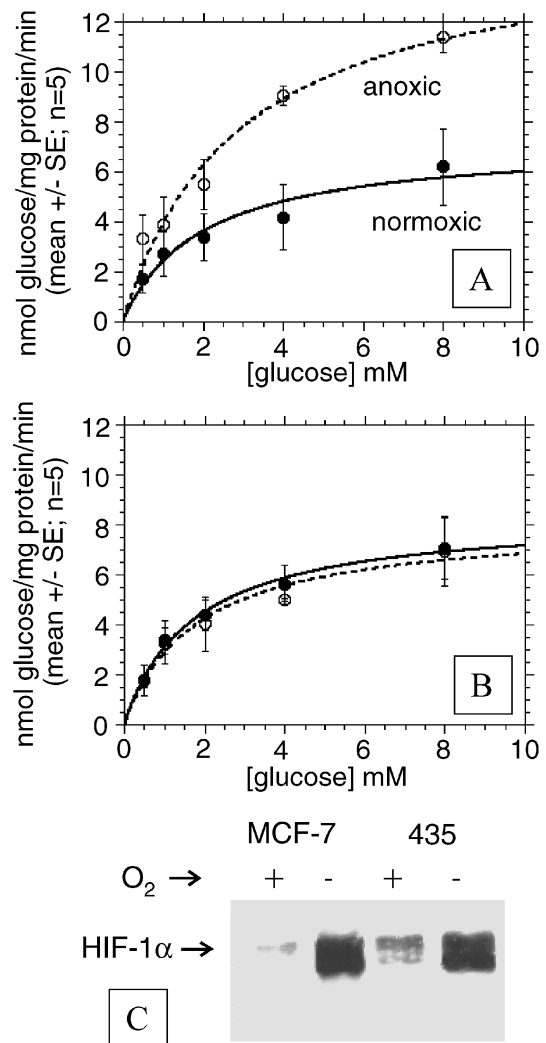 nmol glucose/mg protein/min
(mean +/- SE; n=5)
12
10
8
6
4
2
0
anoxic
normoxic
A
0 2 4 6 8 10
[glucose] mM
nmol glucose/mg protein/min
(mean +/- SE; n=5)
12
10
8
6
4
2
0
B
0 2 4 6 8 10
[glucose] mM
MCF-7 435
O2 → + - + -
HIF-1α →
C